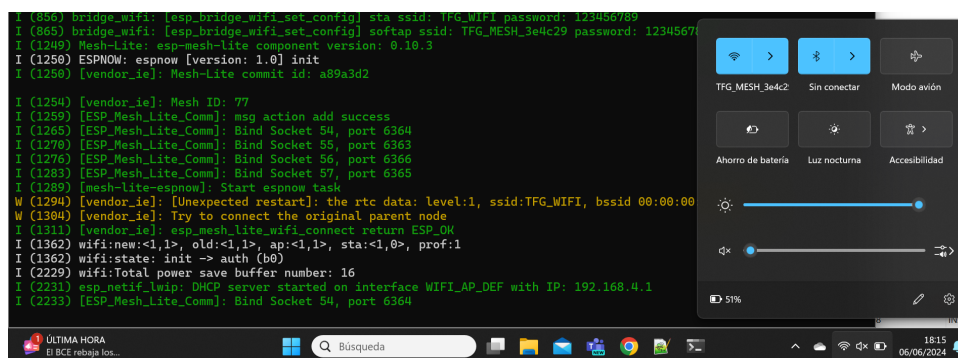 I (856) bridge_wifi: [esp_bridge_wifi_set_config] sta ssid: TFG_WIFI password: 123456789
I (865) bridge_wifi: [esp_bridge_wifi_set_config] softap ssid: TFG_MESH_3e4c29 password: 12345678
I (1249) Mesh-Lite: esp-mesh-lite component version: 0.10.3
I (1250) ESPNOW: espnow [version: 1.0] init
I (1250) [vendor_ie]: Mesh-Lite commit id: a89a3d2
I (1254) [vendor_ie]: Mesh ID: 77
I (1259) [ESP_Mesh_Lite_Comm]: msg action add success
I (1265) [ESP_Mesh_Lite_Comm]: Bind Socket 54, port 6364
I (1270) [ESP_Mesh_Lite_Comm]: Bind Socket 55, port 6363
I (1276) [ESP_Mesh_Lite_Comm]: Bind Socket 56, port 6366
I (1283) [ESP_Mesh_Lite_Comm]: Bind Socket 57, port 6365
I (1289) [mesh-lite-espnow]: Start espnow task
W (1294) [vendor_ie]: [Unexpected restart]: the rtc data: level:1, ssid:TFG_WIFI, bssid 00:00:00
W (1304) [vendor_ie]: Try to connect the original parent node
I (1311) [vendor_ie]: esp_mesh_lite_wifi_connect return ESP_OK
I (1362) wifi:new:<1,1>, old:<1,1>, ap:<1,1>, sta:<1,0>, prof:1
I (1362) wifi:state: init -> auth (b0)
I (2229) wifi:Total power save buffer number: 16
I (2231) esp_netif_lwip: DHCP server started on interface WIFI_AP_DEF with IP: 192.168.4.1
I (2233) [ESP_Mesh_Lite_Comm]: Bind Socket 54, port 6364
TFG_MESH_3e4c2
Sin conectar
Modo avión
Ahorro de batería
Luz nocturna
Accesibilidad
51%
1
ÚLTIMA HORA
El BCE rebaja los...
Búsqueda
18:15
06/06/2024